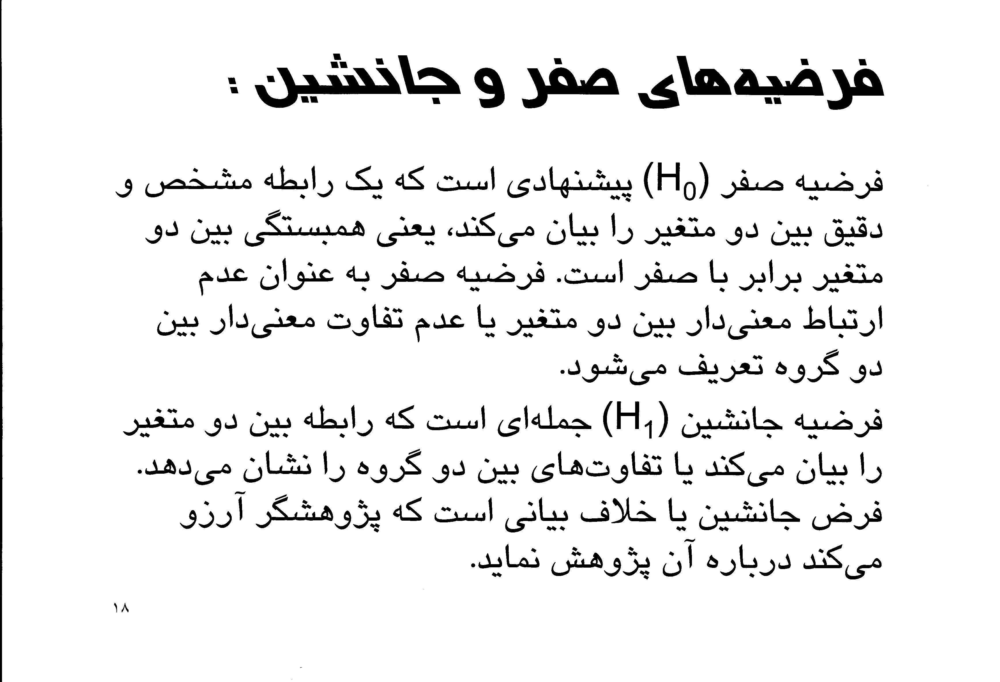 فرضیه‌های صفر و جانشین :
فرضیه صفر (H0) پیشنهادی است که یک رابطه مشخص و
دقیق بین دو متغیر را بیان می‌کند، یعنی همبستگی بین دو
متغیر برابر با صفر است. فرضیه صفر به عنوان عدم
ارتباط معنی‌دار بین دو متغیر یا عدم تفاوت معنی‌دار بین
دو گروه تعریف می‌شود.
فرضیه جانشین (H1) جمله‌ای است که رابطه بین دو متغیر
را بیان می‌کند یا تفاوت‌های بین دو گروه را نشان می‌دهد.
فرض جانشین یا خلاف بیانی است که پژوهشگر آرزو
می‌کند درباره آن پژوهش نماید.
۱۸